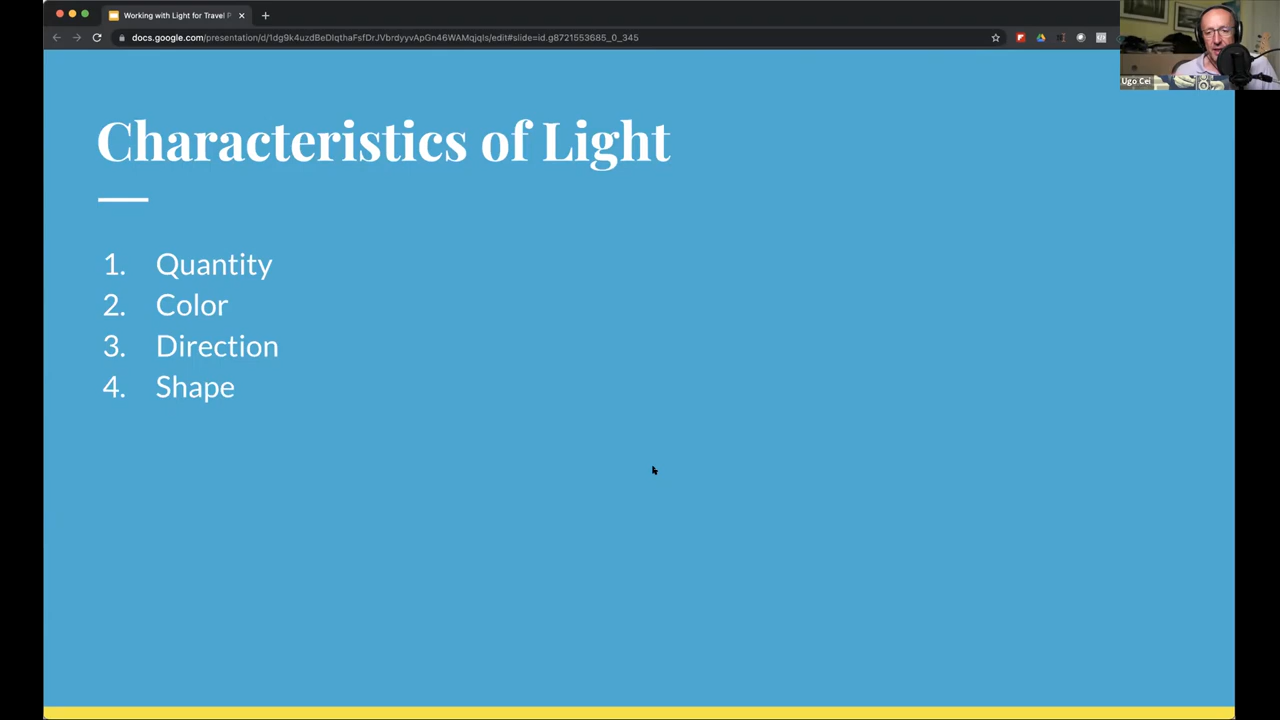 Working with Light for Travel P
docs.google.com/presentation/d/1dg9k4uzdBeDlqthaFsfDrJVbrdyyvApGn46WAMqjqls/edit#slide=id.g8721553685_0_345
Ugo Cei
Characteristics of Light
1. Quantity
2. Color
3. Direction
4. Shape